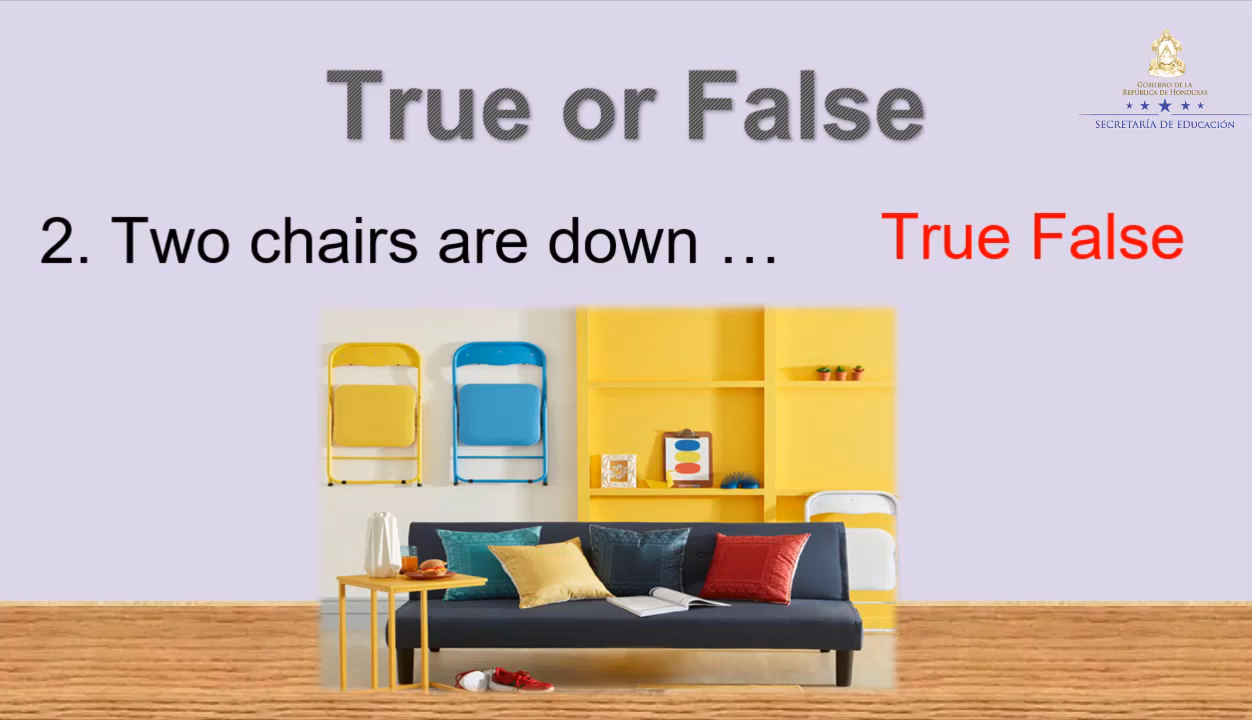 True or False
GOBIERNO DE LA
REPÚBLICA DE HONDURAS
SECRETARÍA DE EDUCACIÓN
2. Two chairs are down … True False